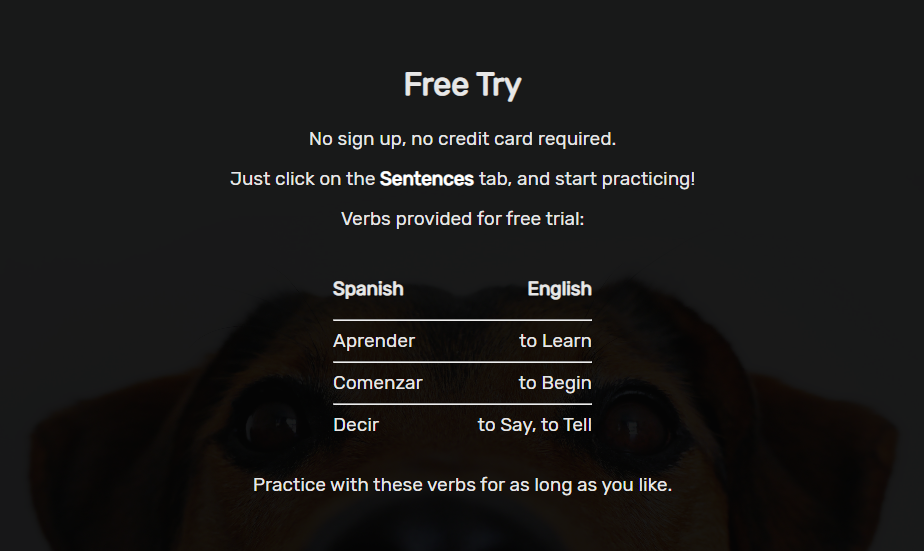 Free Try
No sign up, no credit card required.
Just click on the Sentences tab, and start practicing!
Verbs provided for free trial:
Spanish English
Aprender to Learn
Comenzar to Begin
Decir to Say, to Tell
Practice with these verbs for as long as you like.